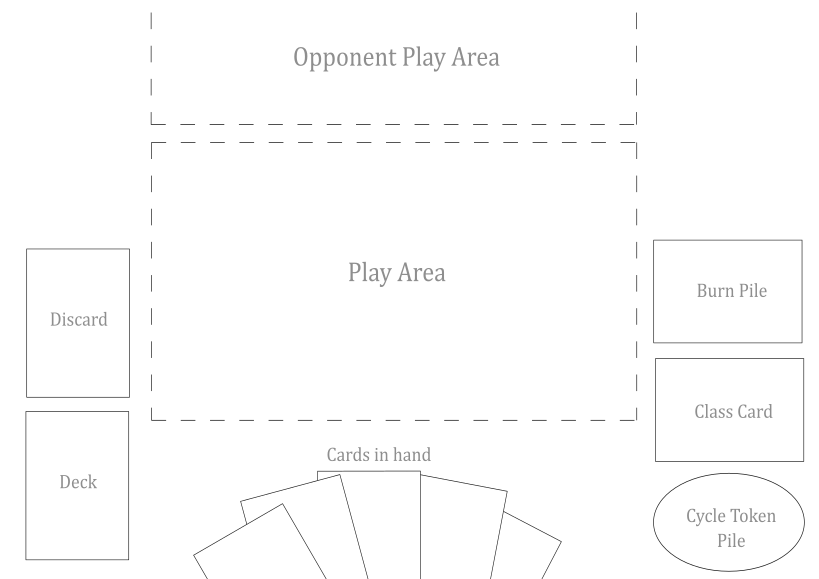 Opponent Play Area
Play Area
Discard
Burn Pile
Class Card
Cards in hand
Deck
Cycle Token
Pile